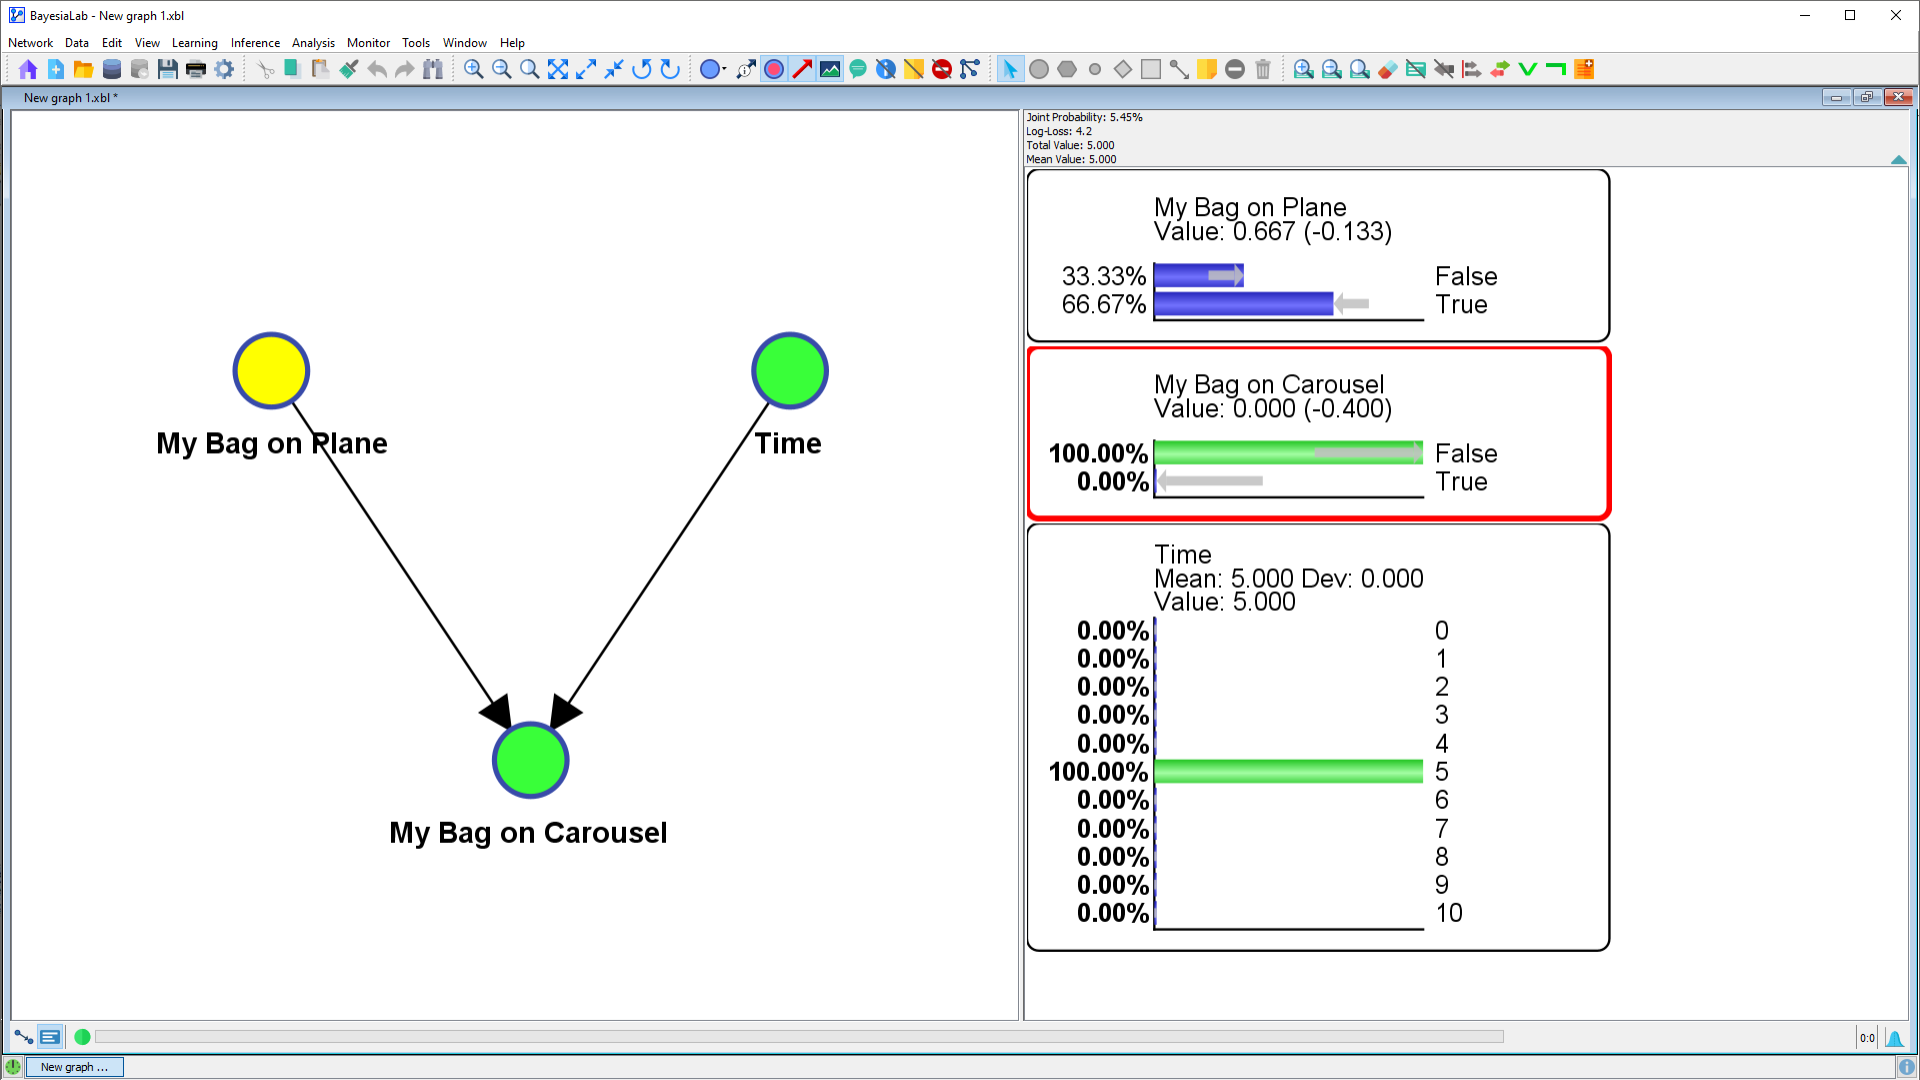 BayesiaLab - New graph 1.xbl
Network Data Edit View Learning Inference Analysis Monitor Tools Window Help
New graph 1.xbl *
My Bag on Plane
Time
My Bag on Carousel
Joint Probability: 5.45%
Log-Loss: 4.2
Total Value: 5.000
Mean Value: 5.000
My Bag on Plane
Value: 0.667 (-0.133)
33.33% False
66.67% True
My Bag on Carousel
Value: 0.000 (-0.400)
100.00% False
0.00% True
Time
Mean: 5.000 Dev: 0.000
Value: 5.000
0.00% 0
0.00% 1
0.00% 2
0.00% 3
0.00% 4
100.00% 5
0.00% 6
0.00% 7
0.00% 8
0.00% 9
0.00% 10
0:0
New graph ...